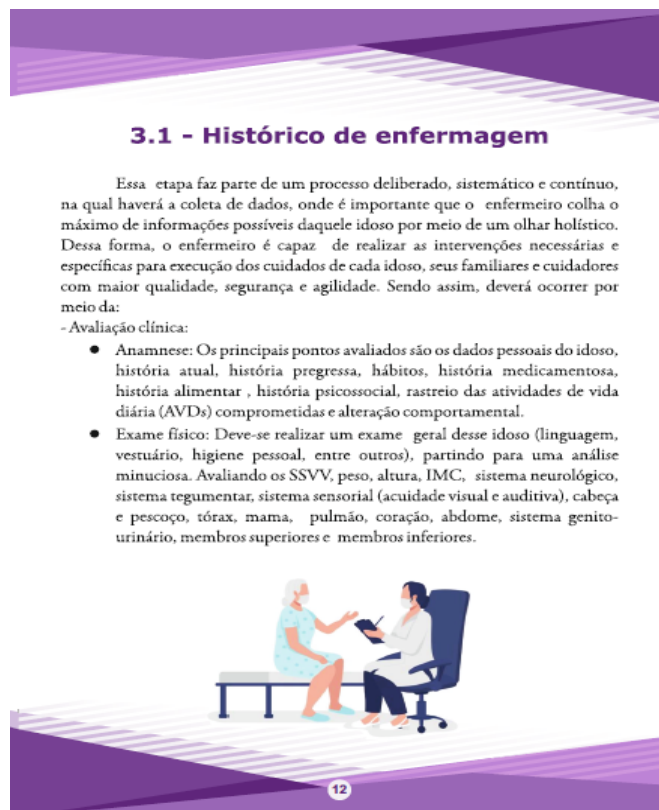 3.1 - Histórico de enfermagem
Essa etapa faz parte de um processo deliberado, sistemático e contínuo,
na qual haverá a coleta de dados, onde é importante que o enfermeiro colha o
máximo de informações possíveis daquele idoso por meio de um olhar holístico.
Dessa forma, o enfermeiro é capaz de realizar as intervenções necessárias e
específicas para execução dos cuidados de cada idoso, seus familiares e cuidadores
com maior qualidade, segurança e agilidade. Sendo assim, deverá ocorrer por
meio da:
- Avaliação clínica:
● Anamnese: Os principais pontos avaliados são os dados pessoais do idoso,
história atual, história pregressa, hábitos, história medicamentosa,
história alimentar , história psicossocial, rastreio das atividades de vida
diária (AVDs) comprometidas e alteração comportamental.
● Exame físico: Deve-se realizar um exame geral desse idoso (linguagem,
vestuário, higiene pessoal, entre outros), partindo para uma análise
minuciosa. Avaliando os SSVV, peso, altura, IMC, sistema neurológico,
sistema tegumentar, sistema sensorial (acuidade visual e auditiva), cabeça
e pescoço, tórax, mama, pulmão, coração, abdome, sistema genito-
urinário, membros superiores e membros inferiores.
12